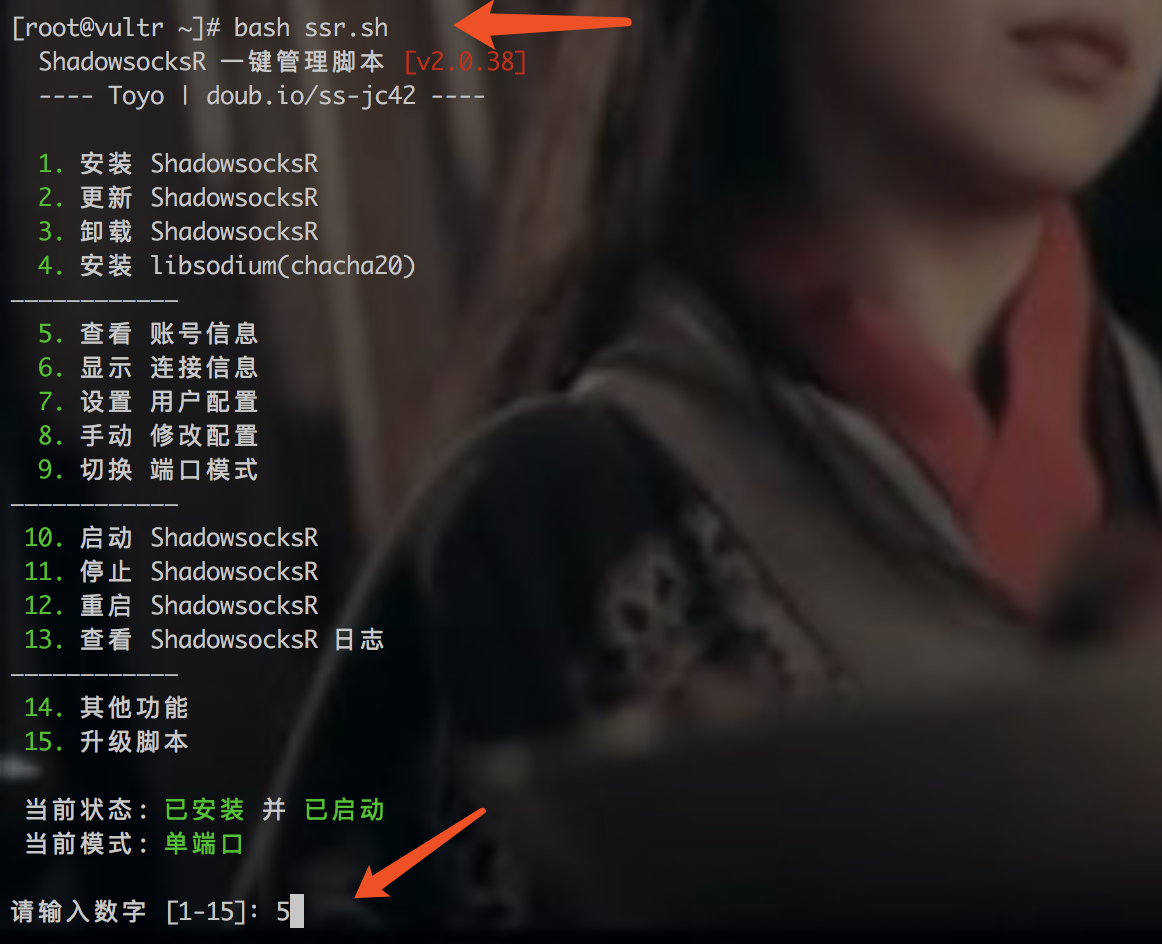 [root@vultr ~]# bash ssr.sh
ShadowsocksR 一键管理脚本 [v2.0.38]
---- Toyo | doub.io/ss-jc42 ----
1. 安装 ShadowsocksR
2. 更新 ShadowsocksR
3. 卸载 ShadowsocksR
4. 安装 libsodium(chacha20)
————————————
5. 查看 账号信息
6. 显示 连接信息
7. 设置 用户配置
8. 手动 修改配置
9. 切换 端口模式
————————————
10. 启动 ShadowsocksR
11. 停止 ShadowsocksR
12. 重启 ShadowsocksR
13. 查看 ShadowsocksR 日志
————————————
14. 其他功能
15. 升级脚本
当前状态: 已安装 并 已启动
当前模式: 单端口
请输入数字 [1-15]: 5